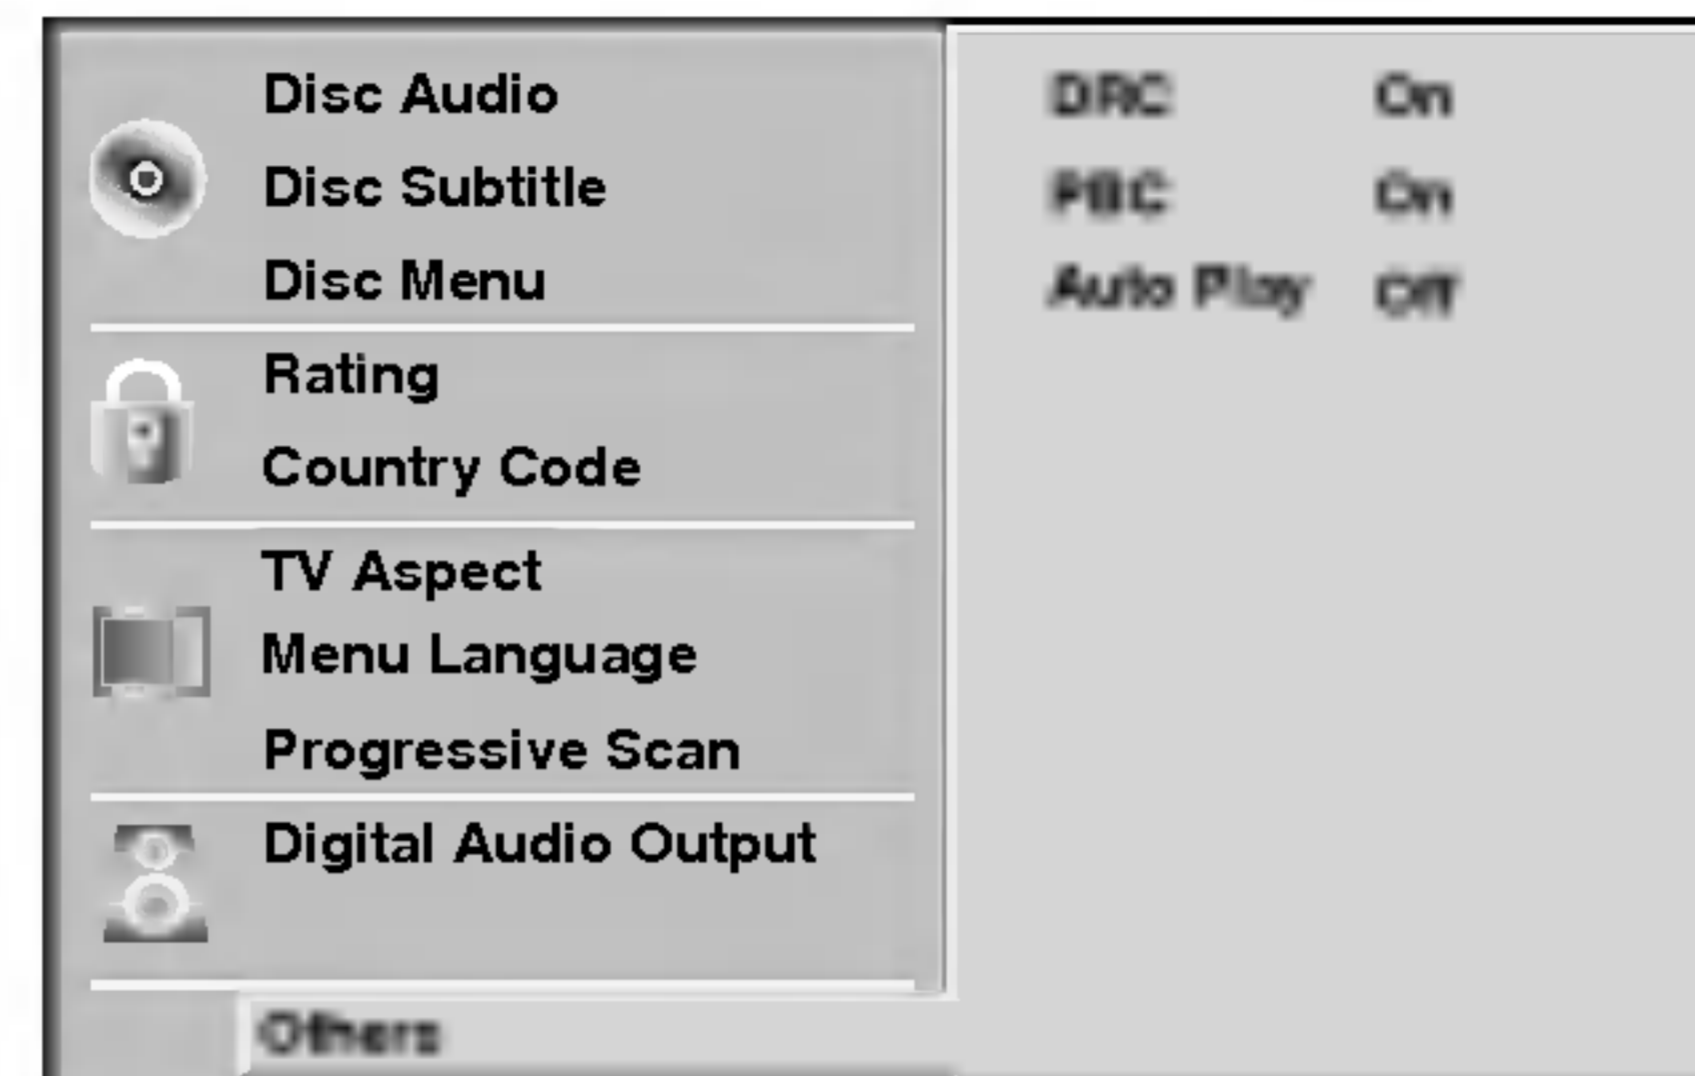 Disc Audio
Disc Subtitle
Disc Menu
Rating
Country Code
TV Aspect
Menu Language
Progressive Scan
Digital Audio Output
Others
DRC On
PBC On
Auto Play Off